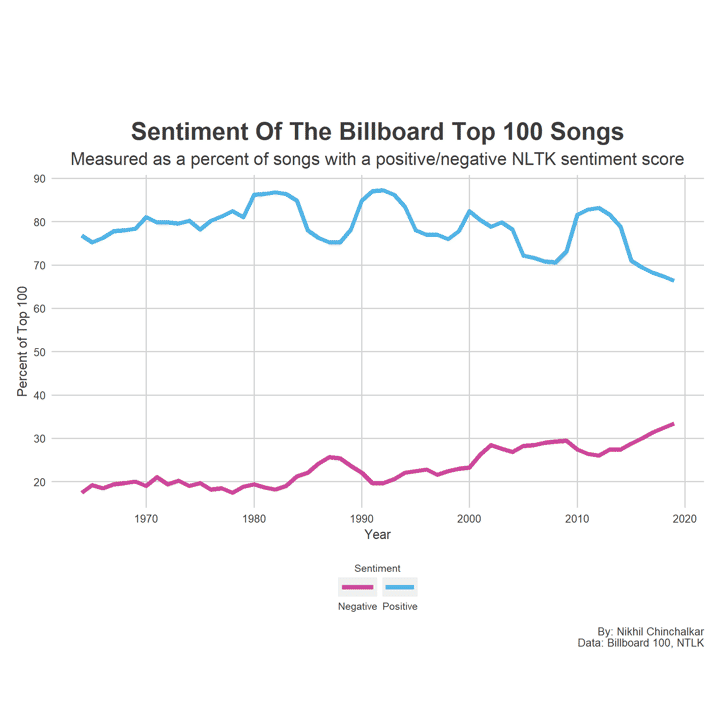 Sentiment Of The Billboard Top 100 Songs
Measured as a percent of songs with a positive/negative NLTK sentiment score
90
80
70
60
50
40
30
20
Percent of Top 100
1970 1980 1990 2000 2010 2020
Year
Sentiment
Negative Positive
By: Nikhil Chinchalkar
Data: Billboard 100, NTLK